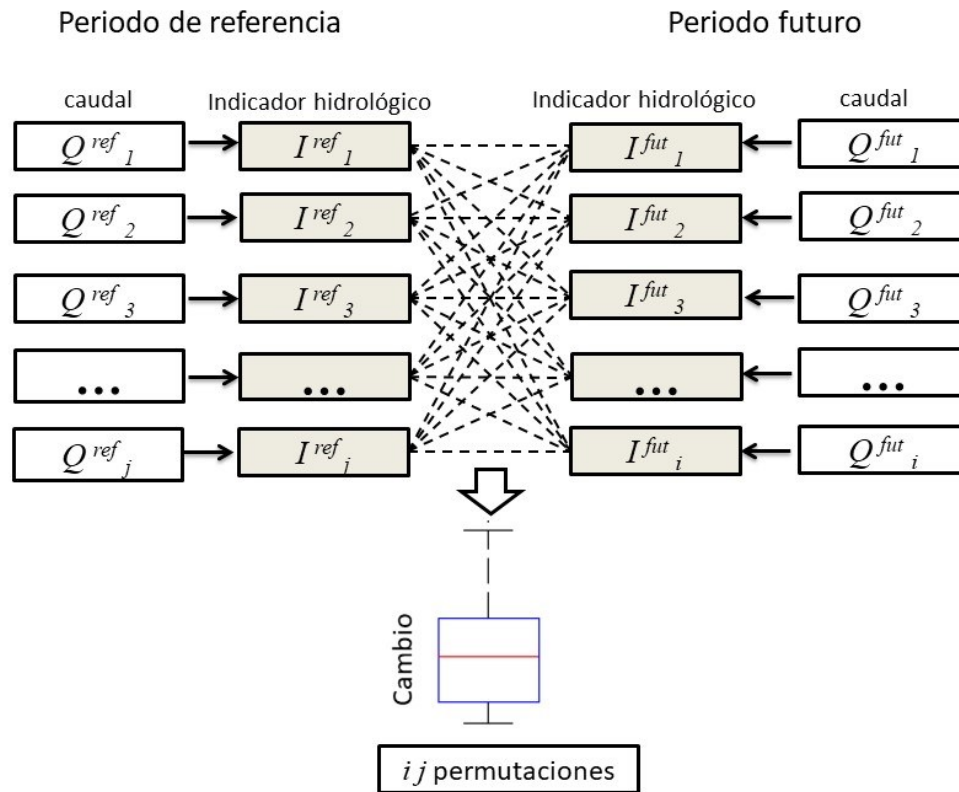 Periodo de referencia Periodo futuro
caudal Indicador hidrológico Indicador hidrológico caudal
Q ref 1 I ref 1 I fut 1 Q fut 1
Q ref 2 I ref 2 I fut 2 Q fut 2
Q ref 3 I ref 3 I fut 3 Q fut 3
... ... ... ...
Q ref j I ref j I fut i Q fut i
Cambio
i j permutaciones